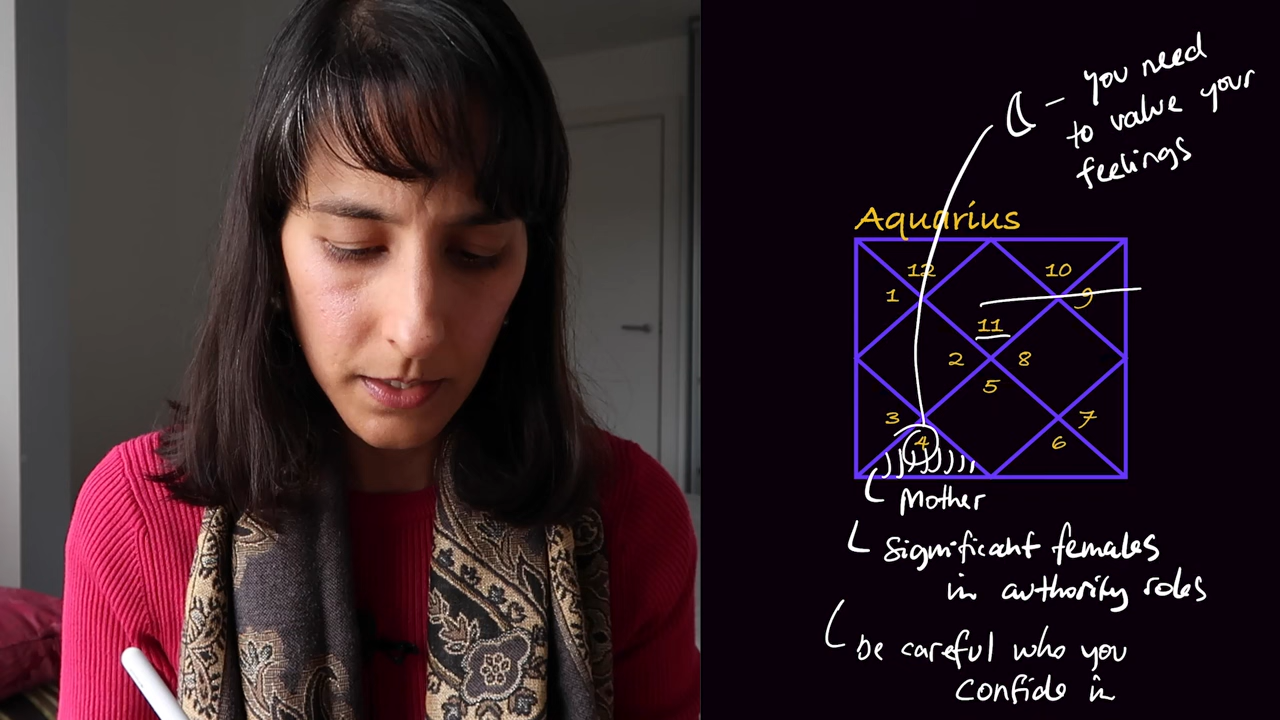 you need
to value your
feelings
Aquarius
12
10
1
9
11
2
8
5
3
7
4
6
Mother
significant females
in authority roles
be careful who you
confide in